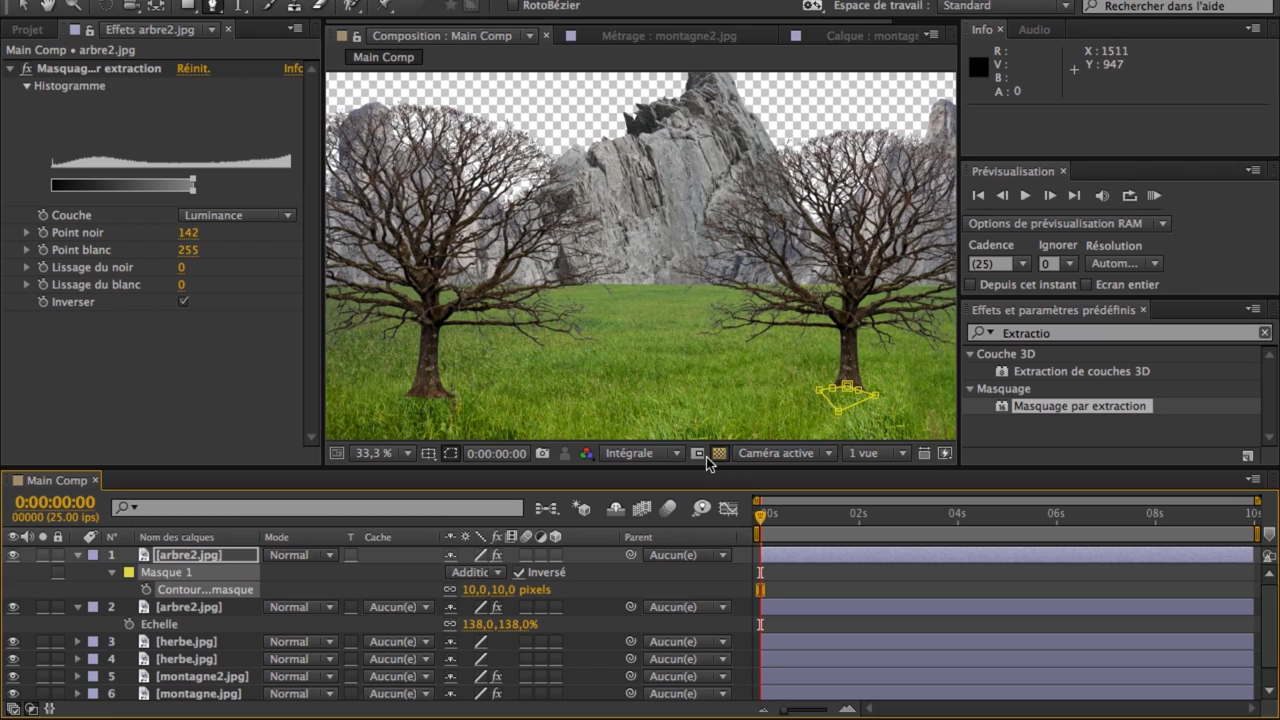 RotoBézier
Espace de travail : Standard
Rechercher dans l'aide
Projet
Effets arbre2.jpg
Main Comp • arbre2.jpg
Masquag...r extraction Réinit. Info
Histogramme
Couche Luminance
Point noir 142
Point blanc 255
Lissage du noir 0
Lissage du blanc 0
Inverser
Composition : Main Comp
Métrage : montagne2.jpg
Calque : montagn
Main Comp
33,3 % 0:00:00:00 Intégrale Caméra active 1 vue
Info Audio
R :
V :
B :
A : 0
X : 1511
Y : 947
Prévisualisation
Options de prévisualisation RAM
Cadence Ignorer Résolution
(25) 0 Autom...
Depuis cet instant Ecran entier
Effets et paramètres prédéfinis
Extractio
Couche 3D
Extraction de couches 3D
Masquage
Masquage par extraction
Main Comp
0:00:00:00
00000 (25.00 ips)
00s 02s 04s 06s 08s 10s
N° Nom des calques Mode T Cache fx Parent
1 [arbre2.jpg] Normal fx Aucun(e)
Masque 1 Additic Inversé
Contour...masque 10,0,10,0 pixels
2 [arbre2.jpg] Normal Aucun(e) fx Aucun(e)
Echelle 138,0,138,0%
3 [herbe.jpg] Normal Aucun(e) Aucun(e)
4 [herbe.jpg] Normal Aucun(e) Aucun(e)
5 [montagne2.jpg] Normal Aucun(e) fx Aucun(e)
6 [montagne.jpg] Normal Aucun(e) fx Aucun(e)